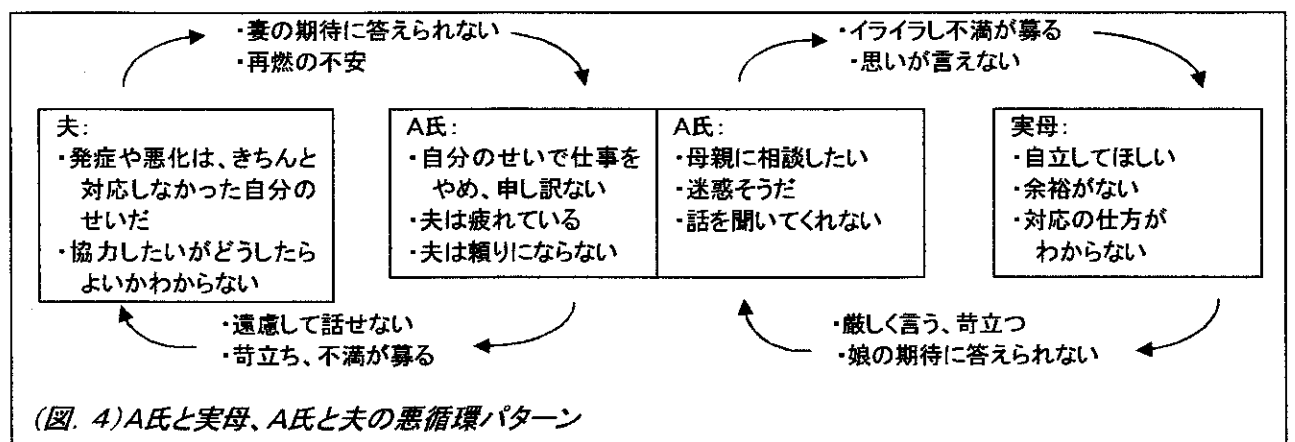 ・妻の期待に答えられない
・再燃の不安
・イライラし不満が募る
・思いが言えない
夫：
・発症や悪化は、きちんと
対応しなかった自分の
せいだ
・協力したいがどうしたら
よいかわからない
A氏：
・自分のせいで仕事を
やめ、申し訳ない
・夫は疲れている
・夫は頼りにならない
A氏：
・母親に相談したい
・迷惑そうだ
・話を聞いてくれない
実母：
・自立してほしい
・余裕がない
・対応の仕方が
わからない
・遠慮して話せない
・苛立ち、不満が募る
・厳しく言う、苛立つ
・娘の期待に答えられない
(図．4)A氏と実母、A氏と夫の悪循環パターン